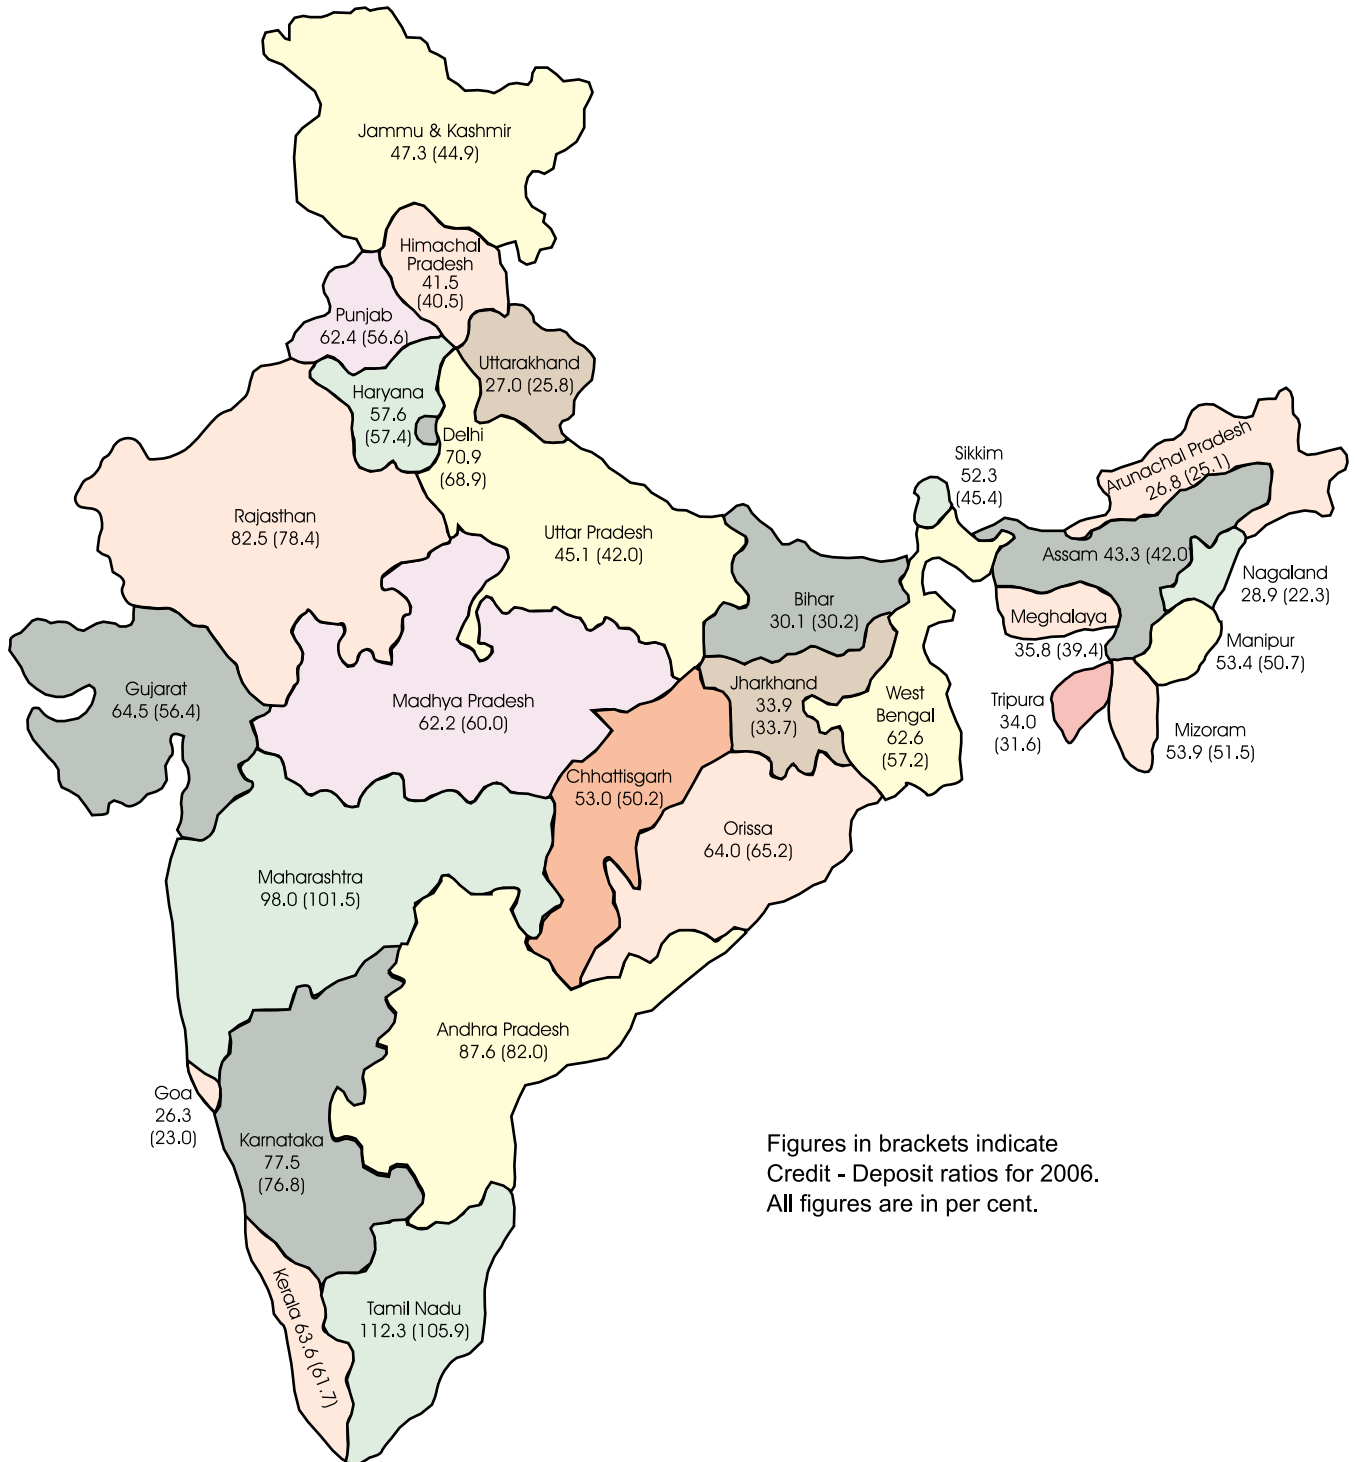 Jammu & Kashmir
47.3 (44.9)
Himachal
Pradesh
41.5
(40.5)
Punjab
62.4 (56.6)
Uttarakhand
27.0 (25.8)
Haryana
57.6
(57.4)
Delhi
70.9
(68.9)
Sikkim
52.3
(45.4)
Arunachal Pradesh
26.8 (25.1)
Rajasthan
82.5 (78.4)
Uttar Pradesh
45.1 (42.0)
Assam 43.3 (42.0)
Nagaland
28.9 (22.3)
Bihar
30.1 (30.2)
Meghalaya
35.8 (39.4)
Manipur
53.4 (50.7)
Gujarat
64.5 (56.4)
Madhya Pradesh
62.2 (60.0)
Jharkhand
33.9
(33.7)
West
Bengal
62.6
(57.2)
Tripura
34.0
(31.6)
Mizoram
53.9 (51.5)
Chhattisgarh
53.0 (50.2)
Orissa
64.0 (65.2)
Maharashtra
98.0 (101.5)
Andhra Pradesh
87.6 (82.0)
Goa
26.3
(23.0)
Karnataka
77.5
(76.8)
Figures in brackets indicate
Credit - Deposit ratios for 2006.
All figures are in per cent.
Kerala 63.6 (61.7)
Tamil Nadu
112.3 (105.9)